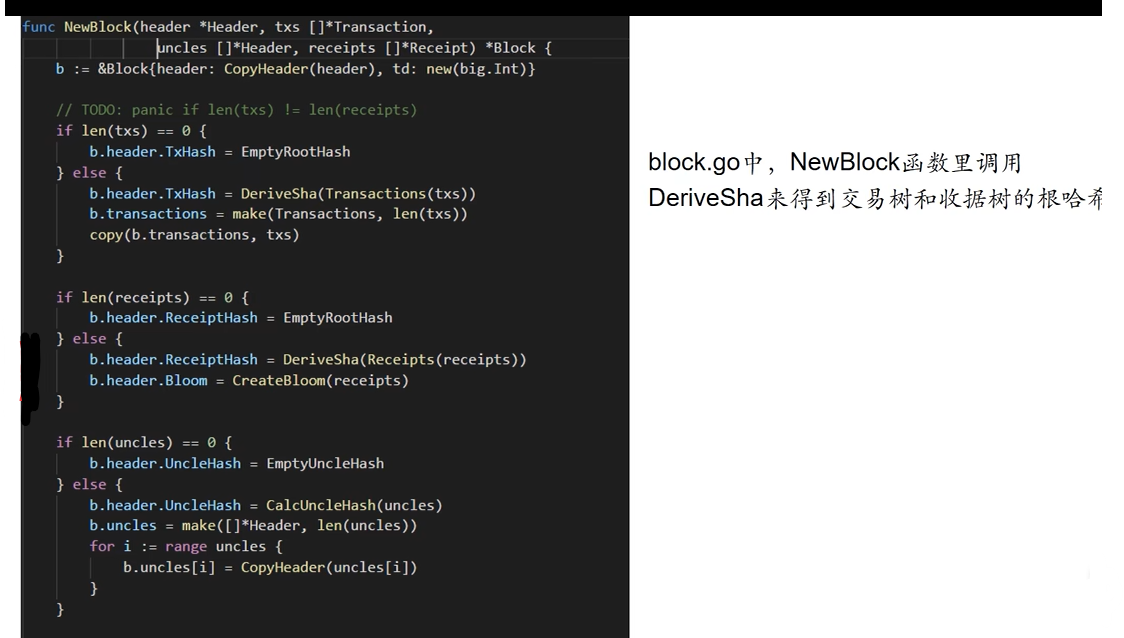 func NewBlock(header *Header, txs []*Transaction,
uncles []*Header, receipts []*Receipt) *Block {
b := &Block{header: CopyHeader(header), td: new(big.Int)}
// TODO: panic if len(txs) != len(receipts)
if len(txs) == 0 {
b.header.TxHash = EmptyRootHash
} else {
b.header.TxHash = DeriveSha(Transactions(txs))
b.transactions = make(Transactions, len(txs))
copy(b.transactions, txs)
}
if len(receipts) == 0 {
b.header.ReceiptHash = EmptyRootHash
} else {
b.header.ReceiptHash = DeriveSha(Receipts(receipts))
b.header.Bloom = CreateBloom(receipts)
}
if len(uncles) == 0 {
b.header.UncleHash = EmptyUncleHash
} else {
b.header.UncleHash = CalcUncleHash(uncles)
b.uncles = make([]*Header, len(uncles))
for i := range uncles {
b.uncles[i] = CopyHeader(uncles[i])
}
}
block.go中，NewBlock函数里调用
DeriveSha来得到交易树和收据树的根哈希